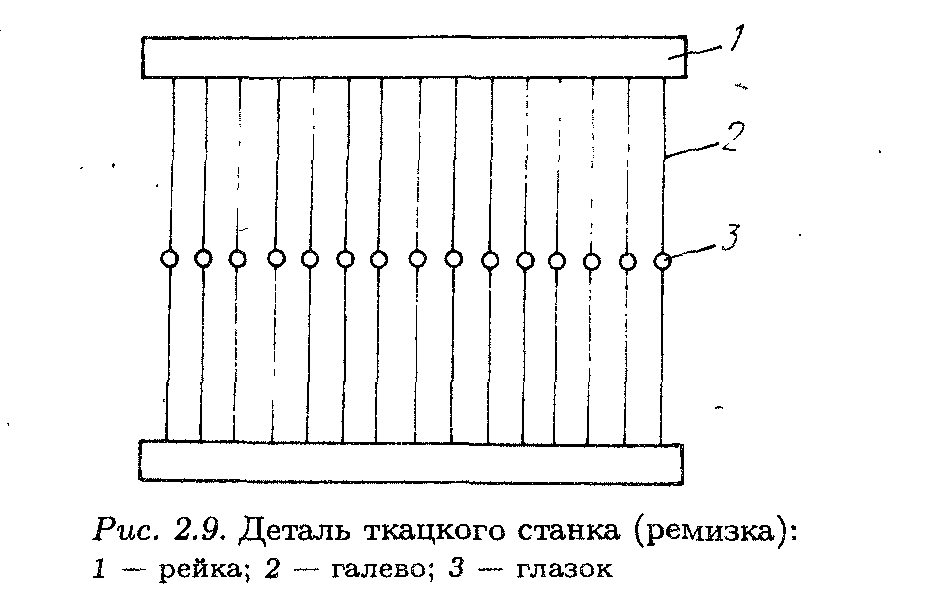 1
2
3
Рис. 2.9. Деталь ткацкого станка (ремизка):
1 — рейка; 2 — галево; 3 — глазок